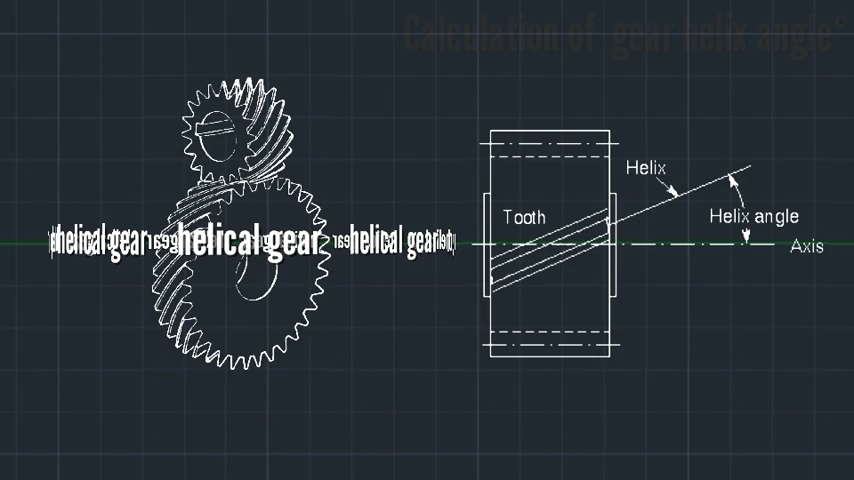 Calculation of gear helix angle°
Helix
Tooth
Helix angle
helical gear helical gear helical gear
Axis